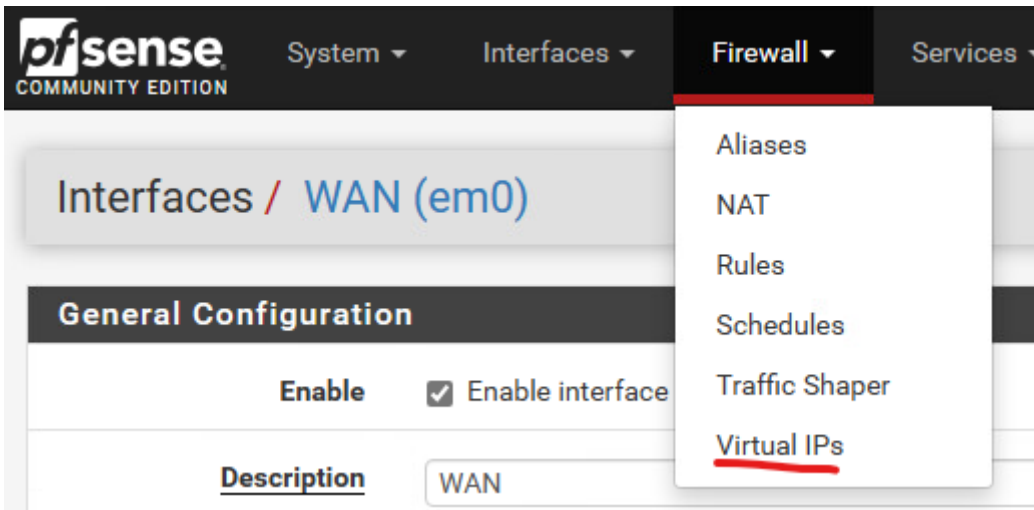 pfsense
COMMUNITY EDITION
System
Interfaces
Firewall
Services
Aliases
NAT
Rules
Schedules
Traffic Shaper
Virtual IPs
Interfaces / WAN (em0)
General Configuration
Enable
Enable interface
Description
WAN